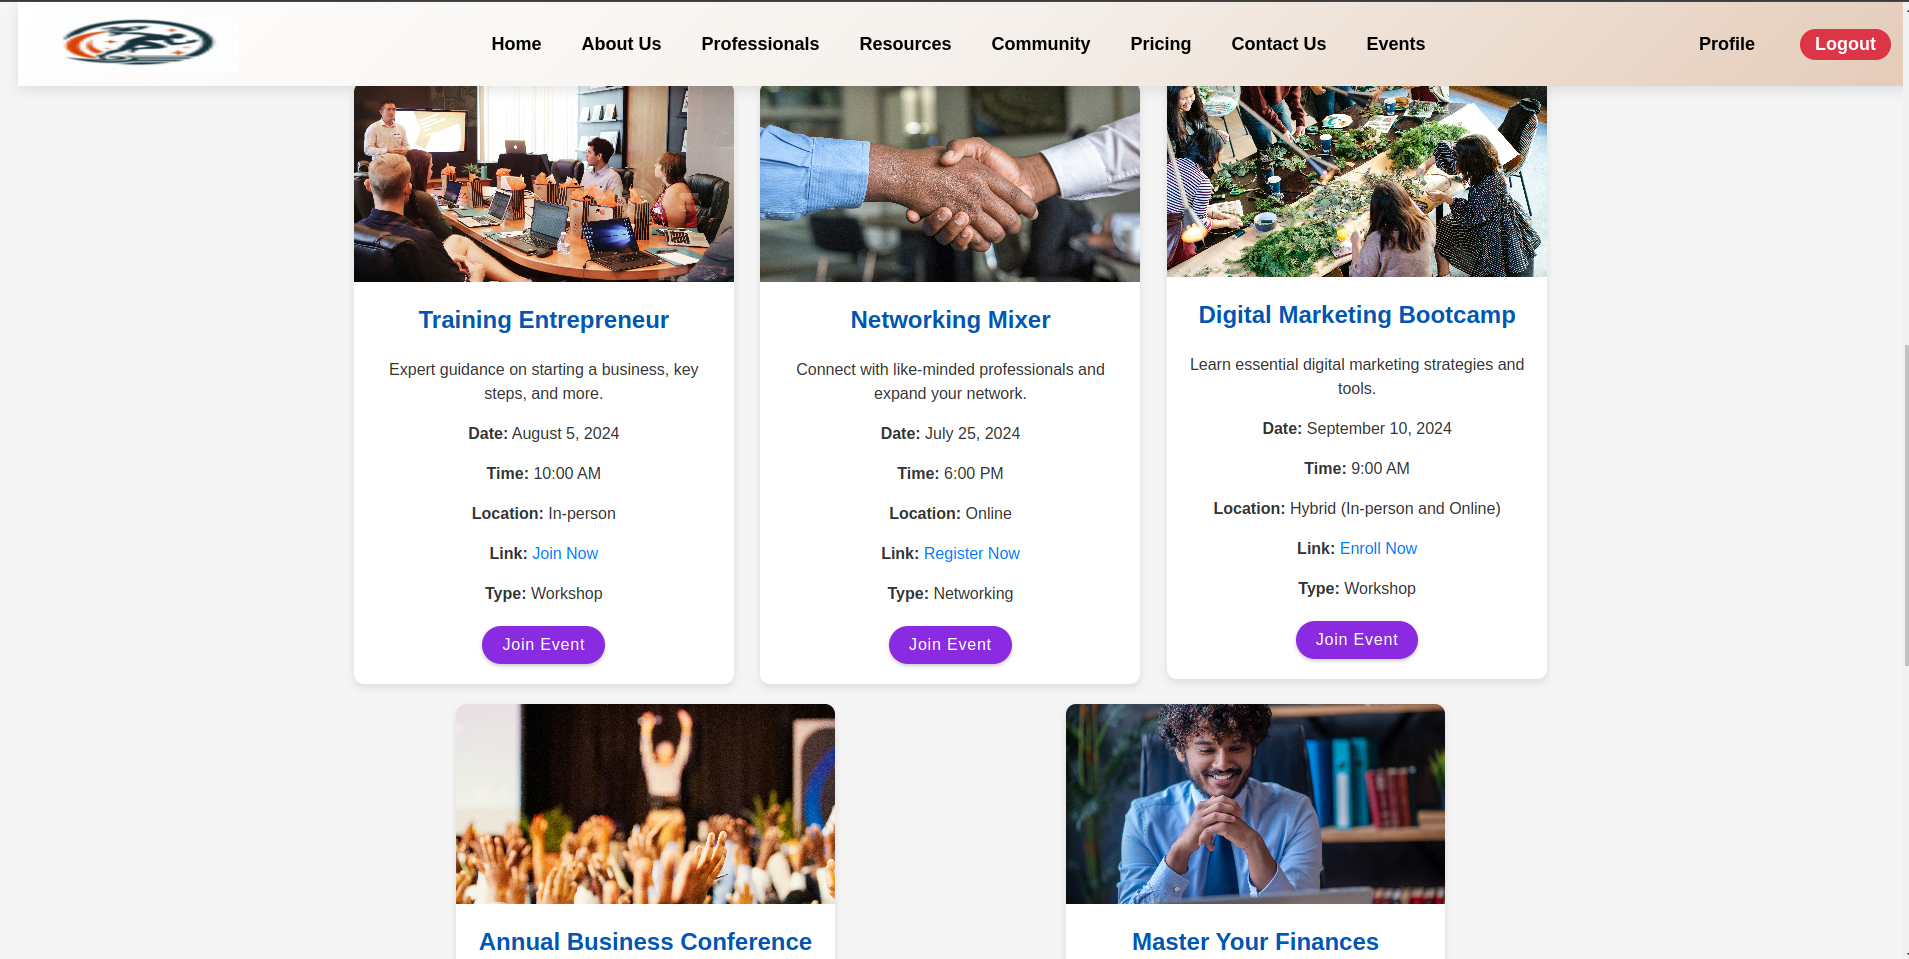 Home About Us Professionals Resources Community Pricing Contact Us Events Profile Logout
Training Entrepreneur
Expert guidance on starting a business, key
steps, and more.
Date: August 5, 2024
Time: 10:00 AM
Location: In-person
Link: Join Now
Type: Workshop
Join Event
Networking Mixer
Connect with like-minded professionals and
expand your network.
Date: July 25, 2024
Time: 6:00 PM
Location: Online
Link: Register Now
Type: Networking
Join Event
Digital Marketing Bootcamp
Learn essential digital marketing strategies and
tools.
Date: September 10, 2024
Time: 9:00 AM
Location: Hybrid (In-person and Online)
Link: Enroll Now
Type: Workshop
Join Event
Annual Business Conference
Master Your Finances